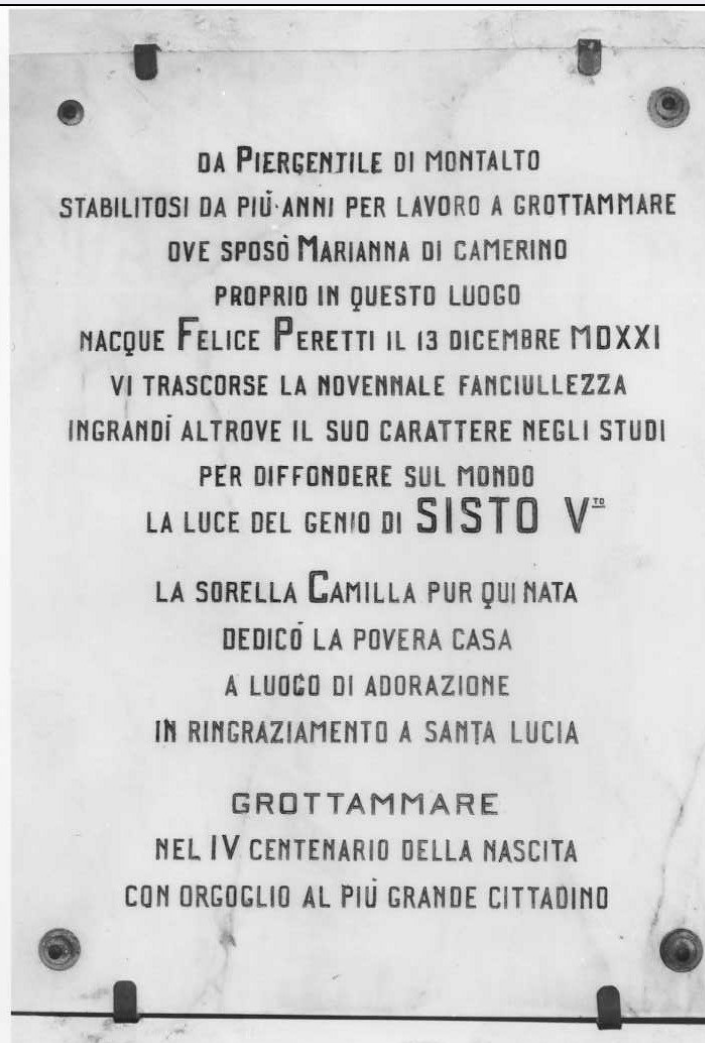 DA PIERGENTILE DI MONTALTO
STABILITOSI DA PIÙ ANNI PER LAVORO A GROTTAMMARE
OVE SPOSÒ MARIANNA DI CAMERINO
PROPRIO IN QUESTO LUOGO
NACQUE FELICE PERETTI IL 13 DICEMBRE MDXXI
VI TRASCORSE LA NOVENNALE FANCIULLEZZA
INGRANDÌ ALTROVE IL SUO CARATTERE NEGLI STUDI
PER DIFFONDERE SUL MONDO
LA LUCE DEL GENIO DI SISTO Vᵀᴼ
LA SORELLA CAMILLA PUR QUI NATA
DEDICÒ LA POVERA CASA
A LUOGO DI ADORAZIONE
IN RINGRAZIAMENTO A SANTA LUCIA
GROTTAMMARE
NEL IV CENTENARIO DELLA NASCITA
CON ORGOGLIO AL PIÙ GRANDE CITTADINO